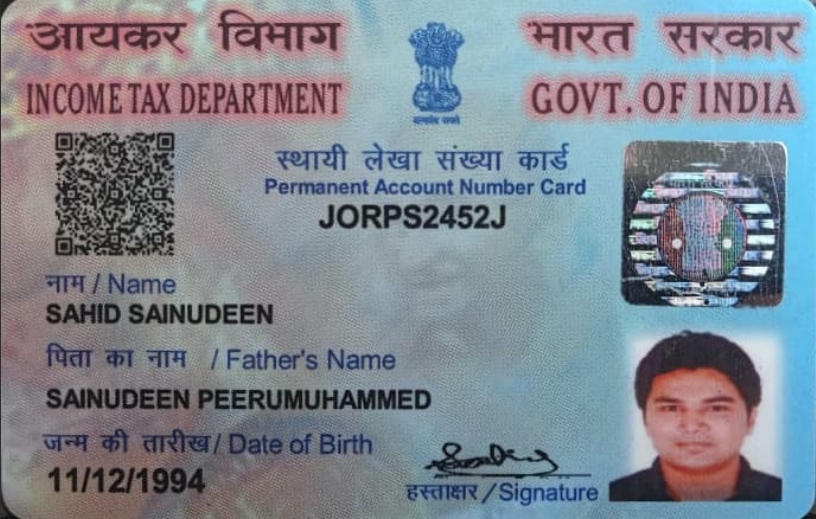 आयकर विभाग
INCOME TAX DEPARTMENT
सत्यमेव जयते
भारत सरकार
GOVT. OF INDIA
स्थायी लेखा संख्या कार्ड
Permanent Account Number Card
JORPS2452J
नाम / Name
SAHID SAINUDEEN
पिता का नाम / Father's Name
SAINUDEEN PEERUMUHAMMED
जन्म की तारीख / Date of Birth
11/12/1994
हस्ताक्षर / Signature